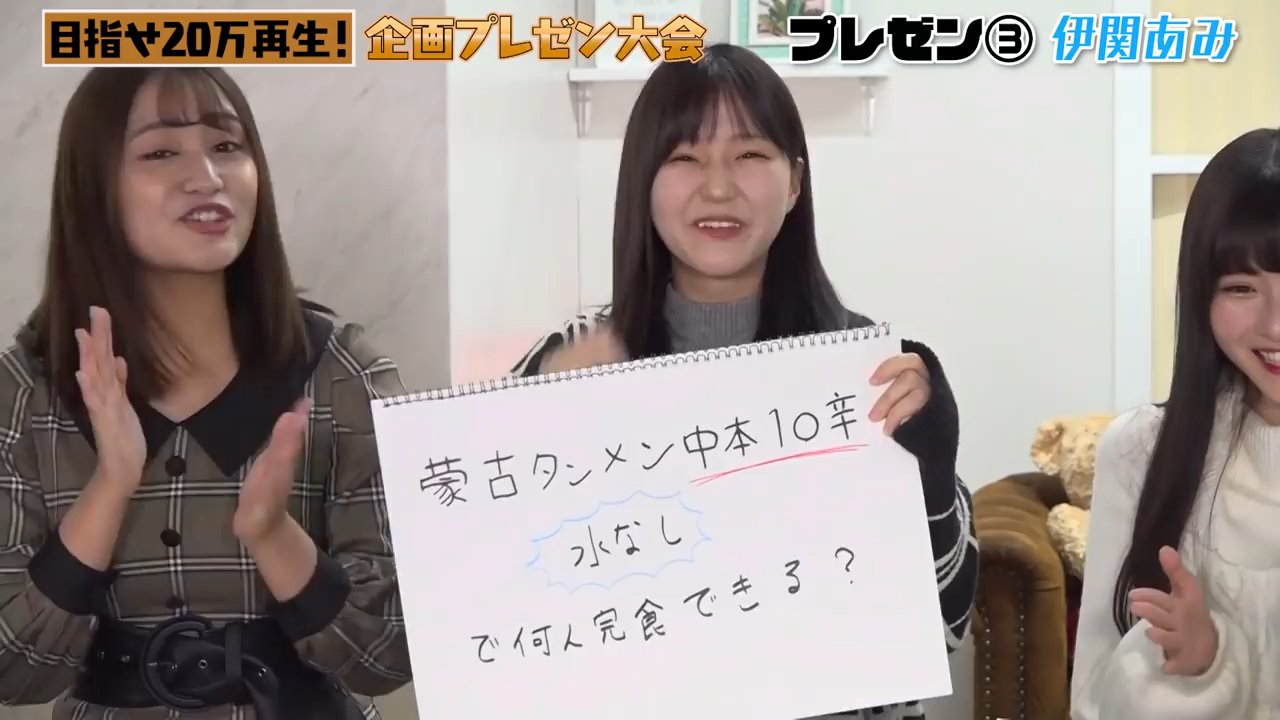 目指せ20万再生! 企画プレゼン大会 プレゼン③ 伊関あみ
蒙古タンメン中本10辛
水なし
で何人完食できる?